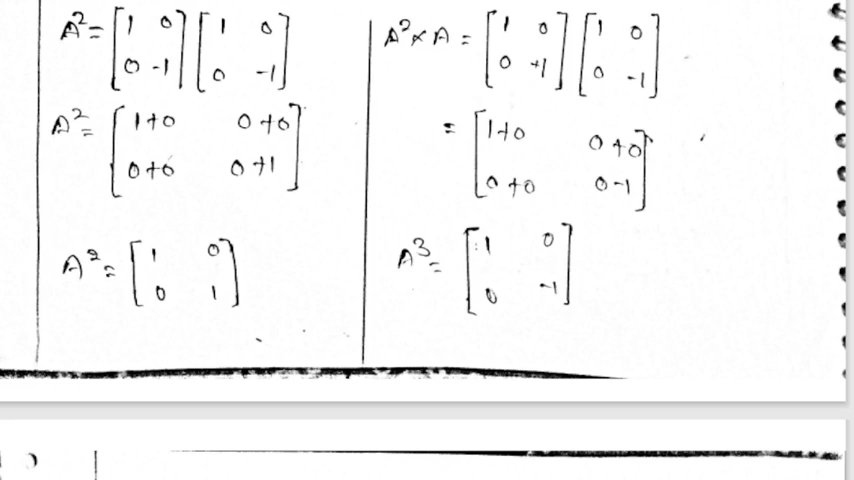 A² = [1 0] [1 0]
[0 -1] [0 -1]
A² = [1+0 0+0]
[0+0 0+1]
A² = [1 0]
[0 1]
A² × A = [1 0] [1 0]
[0 +1] [0 -1]
= [1+0 0+0]
[0+0 0-1]
A³ = [1 0]
[0 -1]